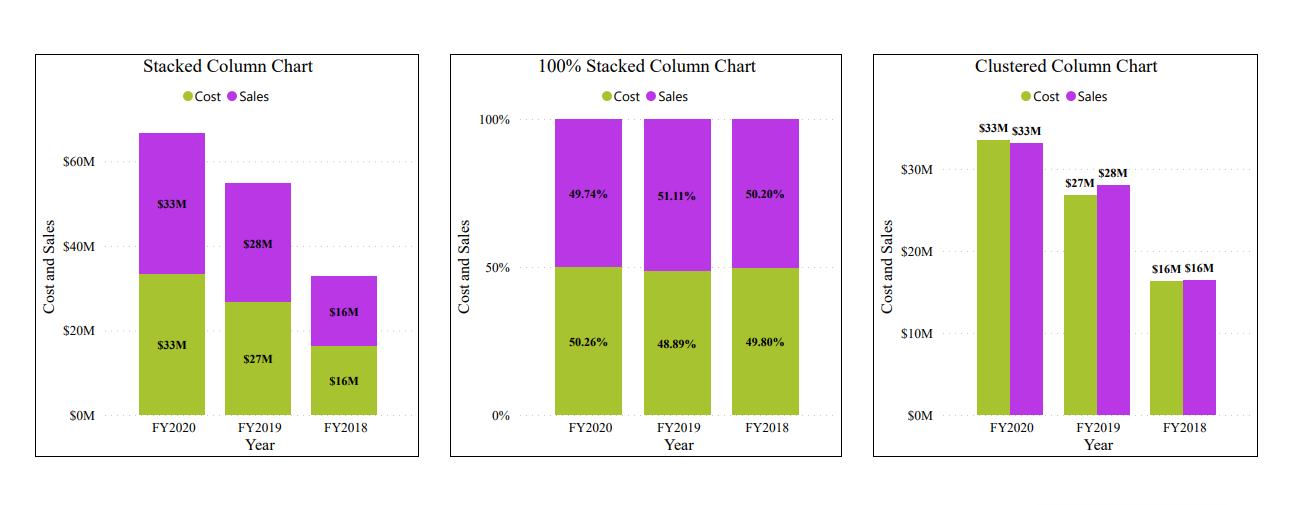 Stacked Column Chart
Cost Sales
Cost and Sales
$60M
$40M
$20M
$0M
$33M
$28M
$16M
$33M
$27M
$16M
FY2020 FY2019 FY2018
Year
100% Stacked Column Chart
Cost Sales
Cost and Sales
100%
50%
0%
49.74% 51.11% 50.20%
50.26% 48.89% 49.80%
FY2020 FY2019 FY2018
Year
Clustered Column Chart
Cost Sales
Cost and Sales
$30M
$20M
$10M
$0M
$33M $33M
$27M $28M
$16M $16M
FY2020 FY2019 FY2018
Year